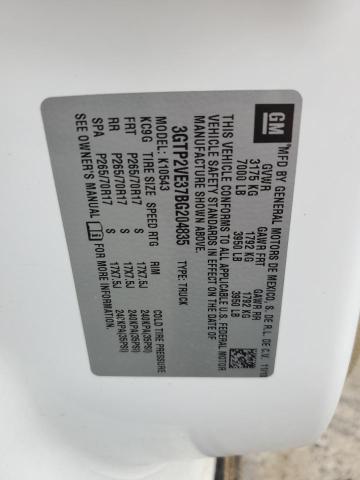 GM
MFD BY GENERAL MOTORS DE MEXICO, S. DE R.L. DE C.V. 11/10
GVWR GAWR FRT GAWR RR
3175 KG 1792 KG 1792 KG
7000 LB 3950 LB 3950 LB
THIS VEHICLE CONFORMS TO ALL APPLICABLE U.S. FEDERAL MOTOR
VEHICLE SAFETY STANDARDS IN EFFECT ON THE DATE OF
MANUFACTURE SHOWN ABOVE.
3GTP2VE37BG204835 TYPE: TRUCK
MODEL: K10543
KC9G TIRE SIZE SPEED RTG RIM COLD TIRE PRESSURE
FRT P265/70R17 S 17X7.5J 240KPA(35PSI)
RR P265/70R17 S 17X7.5J 240KPA(35PSI)
SPA P265/70R17 S 17X7.5J 240KPA(35PSI)
SEE OWNER'S MANUAL